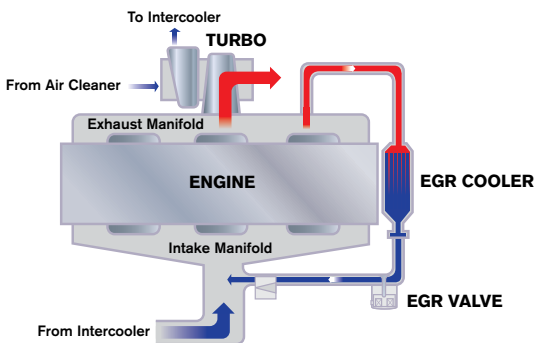 To Intercooler
TURBO
From Air Cleaner
Exhaust Manifold
ENGINE
EGR COOLER
Intake Manifold
EGR VALVE
From Intercooler